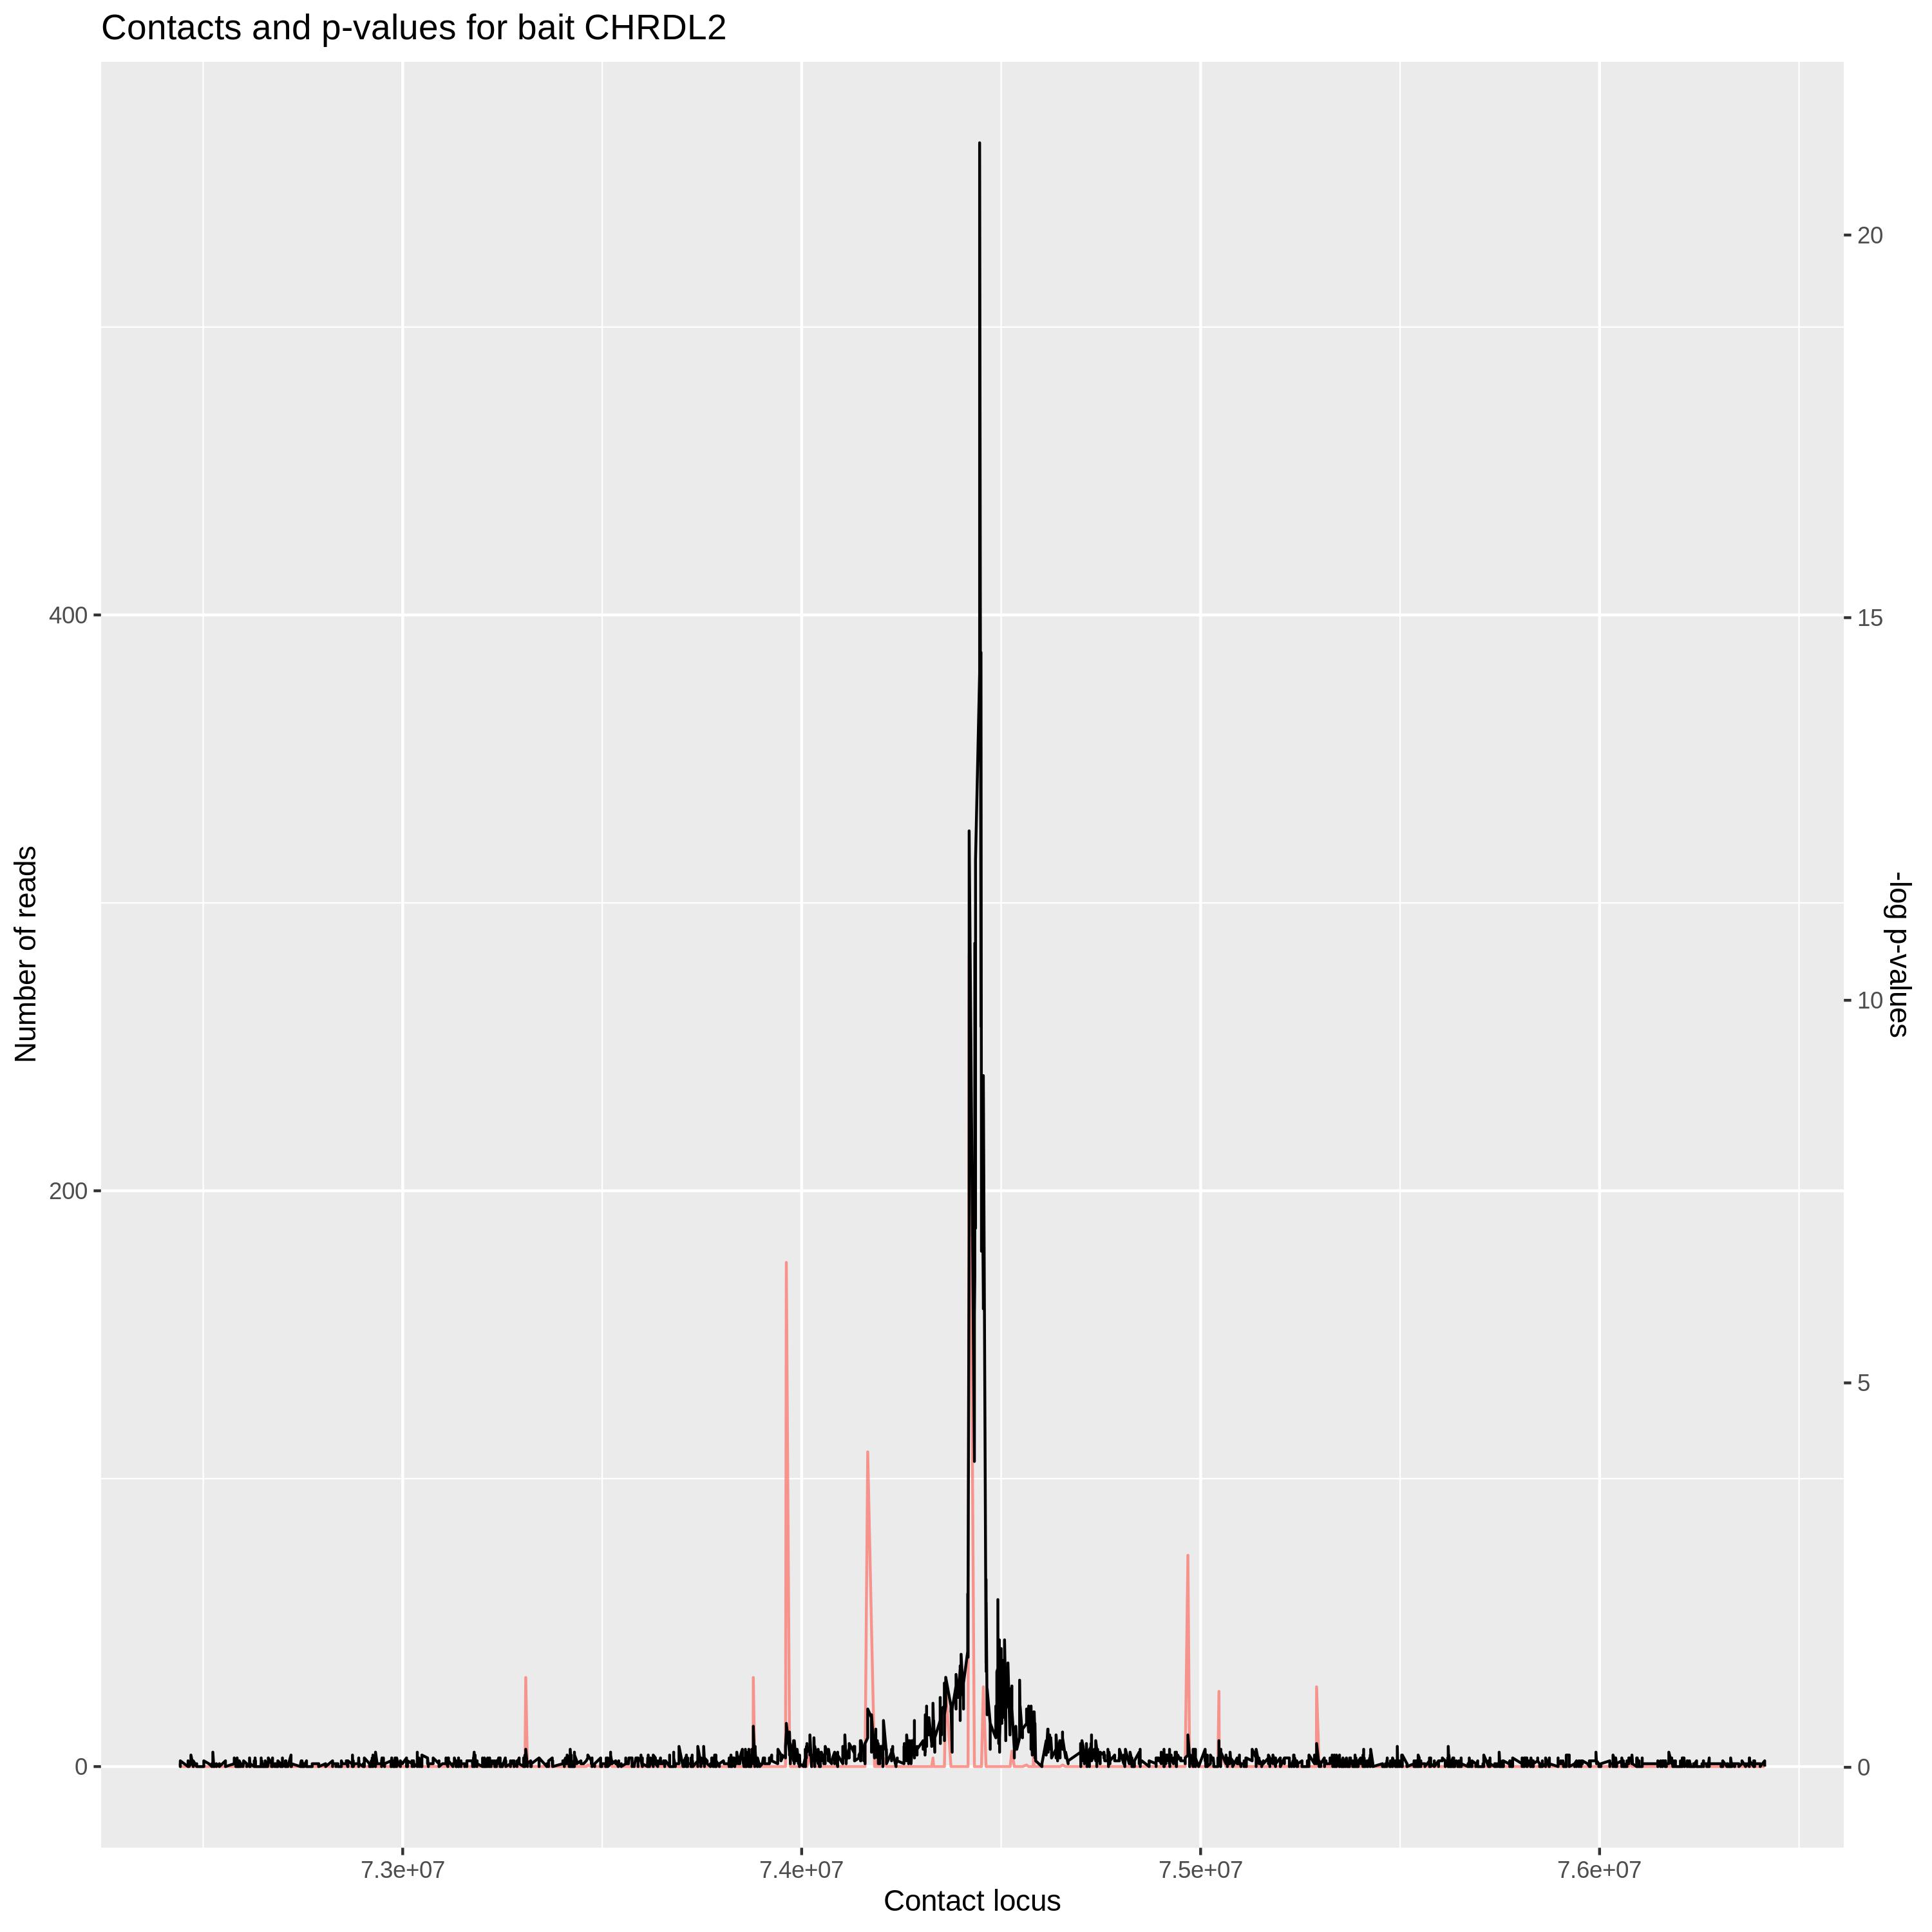 Contacts and p-values for bait CHRDL2
Number of reads
400
200
0
20
15
10
5
0
-log p-values
7.3e+07
7.4e+07
7.5e+07
7.6e+07
Contact locus